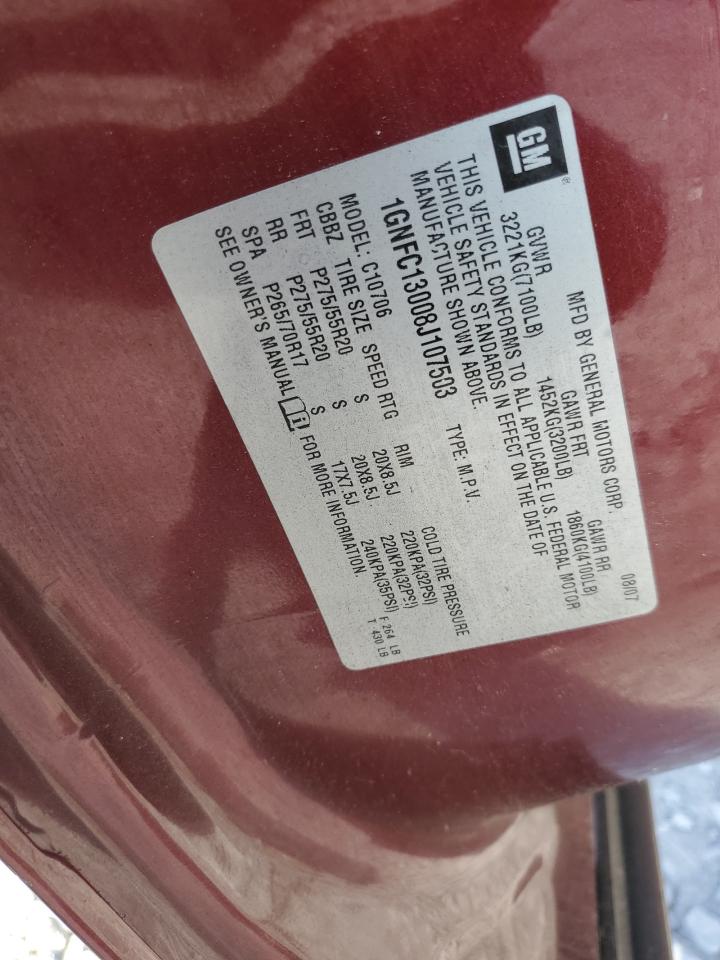 GM
®
MFD BY GENERAL MOTORS CORP. 08/07
GVWR GAWR FRT GAWR RR
3221KG(7100LB) 1452KG(3200LB) 1860KG(4100LB)
THIS VEHICLE CONFORMS TO ALL APPLICABLE U.S. FEDERAL MOTOR
VEHICLE SAFETY STANDARDS IN EFFECT ON THE DATE OF
MANUFACTURE SHOWN ABOVE.
1GNFC13008J107503 TYPE: M.P.V.
MODEL: C10706
CBBZ TIRE SIZE SPEED RTG RIM COLD TIRE PRESSURE
FRT P275/55R20 S 20X8.5J 220KPA(32PSI)
RR P275/55R20 S 20X8.5J 220KPA(32PSI)
SPA P265/70R17 S 17X7.5J 240KPA(35PSI)
SEE OWNER'S MANUAL i FOR MORE INFORMATION.
F 264 LB
T 430 LB